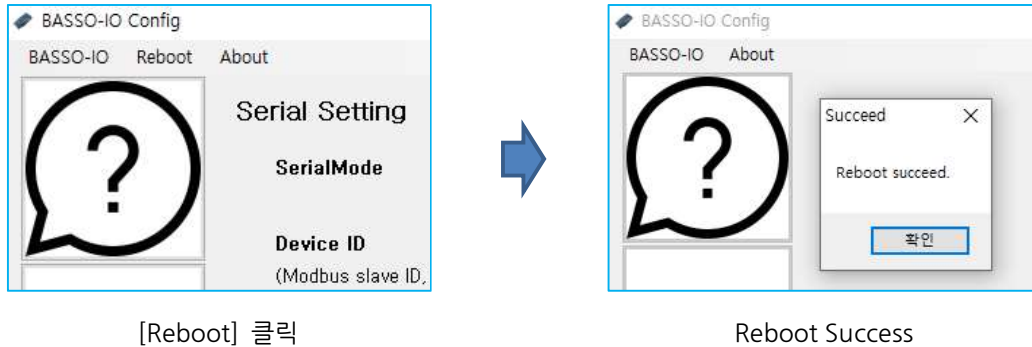 BASSO-IO Config
BASSO-IO Reboot About
?
Serial Setting
SerialMode
Device ID
(Modbus slave ID,
[Reboot] 클릭
BASSO-IO Config
BASSO-IO About
?
Succeed
Reboot succeed.
확인
Reboot Success